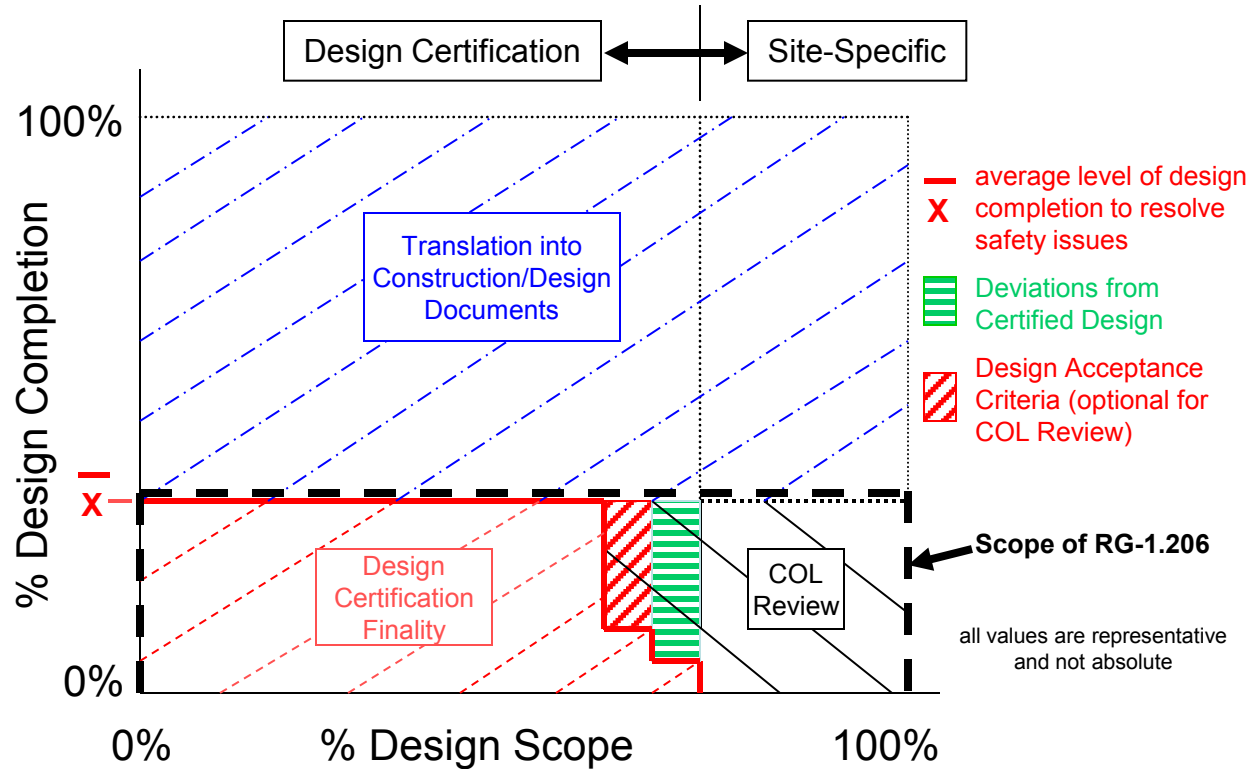 Design Certification
Site-Specific
100%
% Design Completion
Translation into
Construction/Design
Documents
average level of design
X
completion to resolve
safety issues
Deviations from
Certified Design
Design Acceptance
Criteria (optional for
COL Review)
X
Design
Certification
Finality
COL
Review
Scope of RG-1.206
all values are representative
and not absolute
0%
0%
% Design Scope
100%